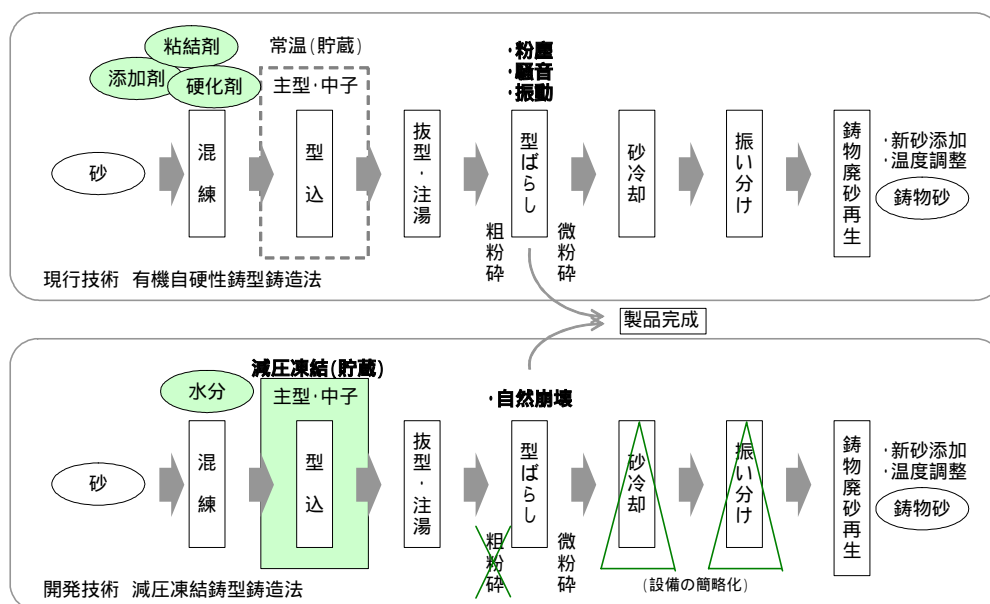 粘結剤
添加剤
硬化剤
常温(貯蔵)
主型・中子
・粉塵
・騒音
・振動
砂
混練
型込
抜型・注湯
型ばらし
粗粉砕
微粉砕
砂冷却
振い分け
鋳物廃砂再生
・新砂添加
・温度調整
鋳物砂
現行技術 有機自硬性鋳型鋳造法
製品完成
減圧凍結(貯蔵)
水分
主型・中子
・自然崩壊
砂
混練
型込
抜型・注湯
型ばらし
粗粉砕
微粉砕
砂冷却
振い分け
(設備の簡略化)
鋳物廃砂再生
・新砂添加
・温度調整
鋳物砂
開発技術 減圧凍結鋳型鋳造法